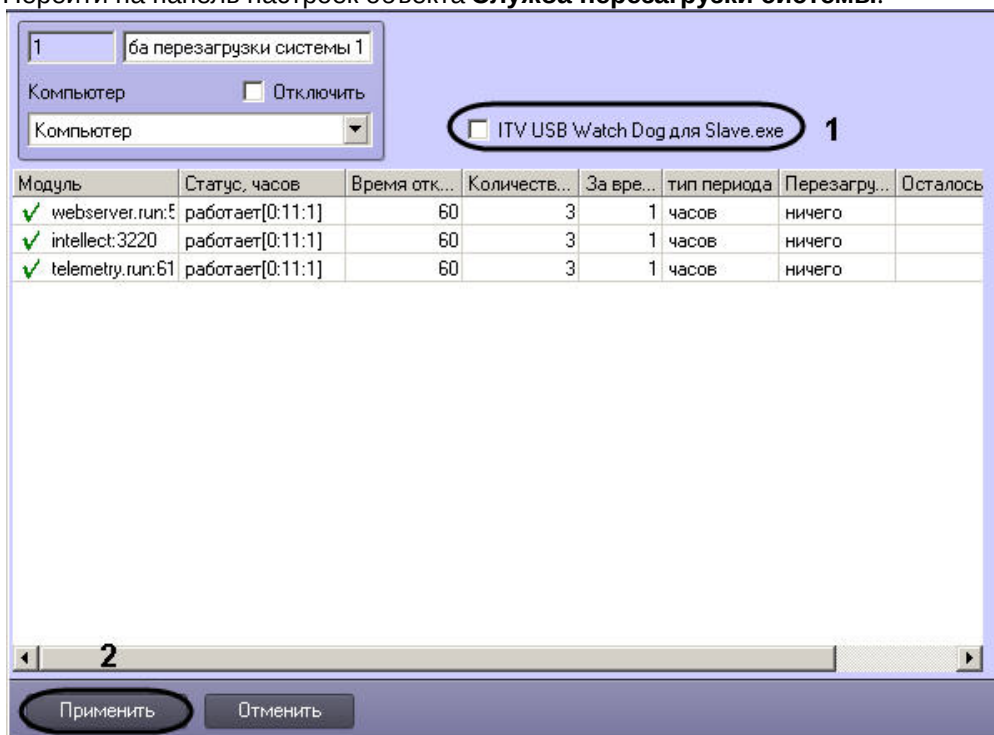 Перейти на панель настроек объекта Служба перезагрузки системы.
1 ба перезагрузки системы 1
Компьютер Отключить
Компьютер
ITV USB Watch Dog для Slave.exe 1
Модуль Статус, часов Время отк... Количеств... За вре... тип периода Перезагру... Осталось
webserver.run:5 работает[0:11:1] 60 3 1 часов ничего
intellect:3220 работает[0:11:1] 60 3 1 часов ничего
telemetry.run:61 работает[0:11:1] 60 3 1 часов ничего
2
Применить Отменить